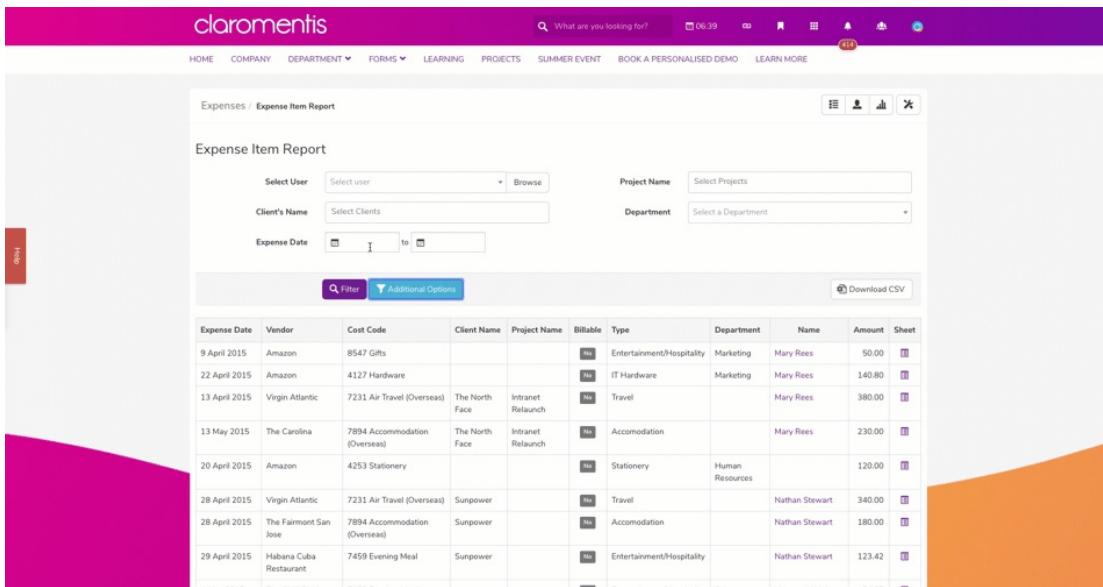 claromentis
What are you looking for?
06:39
414
HOME COMPANY DEPARTMENT FORMS LEARNING PROJECTS SUMMER EVENT BOOK A PERSONALISED DEMO LEARN MORE
Expenses / Expense Item Report
Expense Item Report
Select User Select user Browse Project Name Select Projects
Client's Name Select Clients Department Select a Department
Expense Date to
Help
Filter Additional Options Download CSV
Expense Date Vendor Cost Code Client Name Project Name Billable Type Department Name Amount Sheet
9 April 2015 Amazon 8547 Gifts No Entertainment/Hospitality Marketing Mary Rees 50.00
22 April 2015 Amazon 4127 Hardware No IT Hardware Marketing Mary Rees 140.80
13 April 2015 Virgin Atlantic 7231 Air Travel (Overseas) The North Intranet No Travel Mary Rees 380.00
Face Relaunch
13 May 2015 The Carolina 7894 Accommodation The North Intranet No Accomodation Mary Rees 230.00
(Overseas) Face Relaunch
20 April 2015 Amazon 4253 Stationery No Stationery Human 120.00
Resources
28 April 2015 Virgin Atlantic 7231 Air Travel (Overseas) Sunpower No Travel Nathan Stewart 340.00
28 April 2015 The Fairmont San 7894 Accommodation Sunpower No Accomodation Nathan Stewart 180.00
Jose (Overseas)
29 April 2015 Habana Cuba 7459 Evening Meal Sunpower No Entertainment/Hospitality Nathan Stewart 123.42
Restaurant